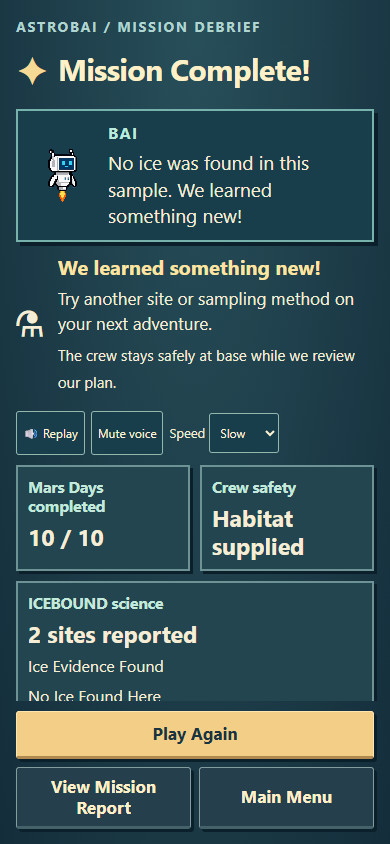 ASTROBAI / MISSION DEBRIEF
Mission Complete!
BAI
No ice was found in this
sample. We learned
something new!
We learned something new!
Try another site or sampling method on
your next adventure.
The crew stays safely at base while we review
our plan.
Replay
Mute voice
Speed
Slow
Mars Days
completed
10 / 10
Crew safety
Habitat
supplied
ICEBOUND science
2 sites reported
Ice Evidence Found
No Ice Found Here
Play Again
View Mission
Report
Main Menu